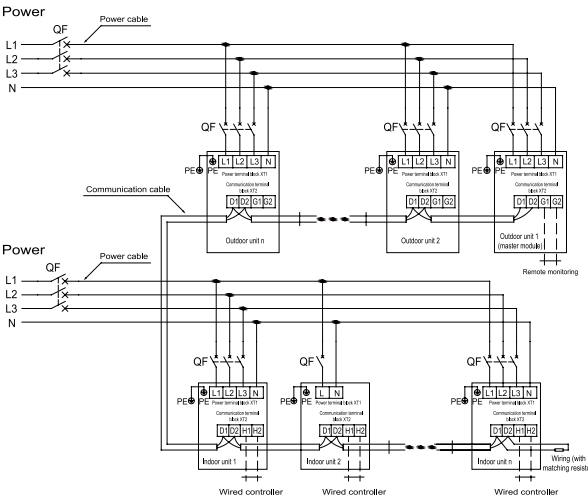 Power
Power cable
QF
L1
L2
L3
N
QF
QF
QF
PE PE L1 L2 L3 N
Power terminal block XT1
Communication terminal
block XT2
D1 D2 G1 G2
Outdoor unit n
PE PE L1 L2 L3 N
Power terminal block XT1
Communication terminal
block XT2
D1 D2 G1 G2
Outdoor unit 2
PE PE L1 L2 L3 N
Power terminal block XT1
Communication terminal
block XT2
D1 D2 G1 G2
Outdoor unit 1
(master module)
Remote monitoring
Communication cable
Power
Power cable
QF
L1
L2
L3
N
QF
QF
QF
PE PE L1 L2 L3 N
Power terminal block XT1
Communication terminal
block XT2
D1 D2 H1 H2
Indoor unit 1
PE PE L N
Power terminal block XT1
Communication terminal
block XT2
D1 D2 H1 H2
Indoor unit 2
PE PE L1 L2 L3 N
Power terminal block XT1
Communication terminal
block XT2
D1 D2 H1 H2
Indoor unit n
Wiring (with
matching resisto
Wired controller
Wired controller
Wired controller